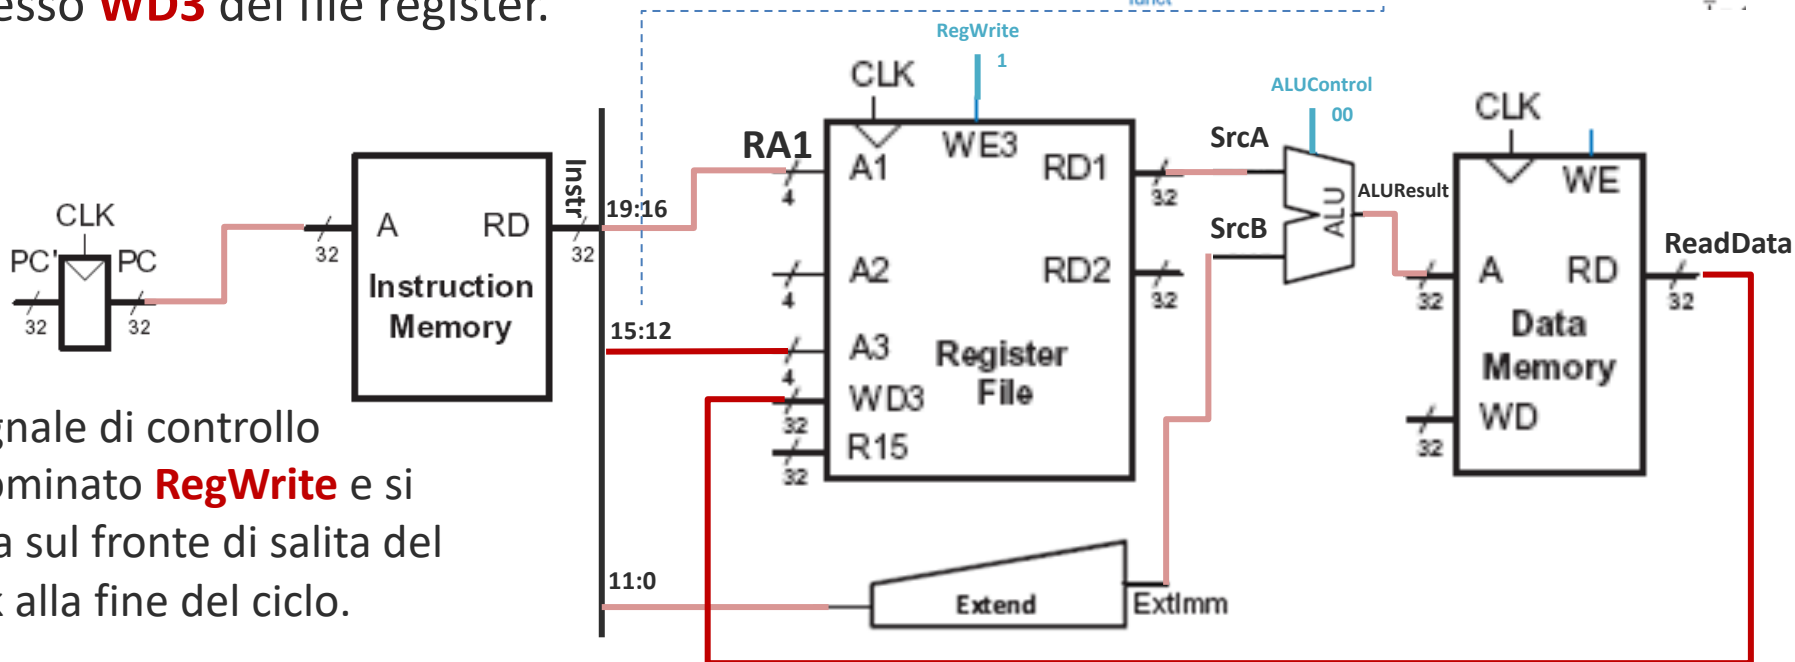 esso WD3 del file register.
funct
RegWrite
1
CLK
ALUControl
00
CLK
RA1
A1
WE3
RD1
SrcA
WE
4
32
ALUResult
Instr
19:16
CLK
A
RD
SrcB
ALU
PC'
PC
32
32
A2
RD2
ReadData
Instruction
Memory
4
32
A
RD
32
32
32
32
15:12
Data
Memory
A3
Register
File
4
WD3
WD
32
32
gnale di controllo
R15
ominato RegWrite e si
32
a sul fronte di salita del
11:0
k alla fine del ciclo.
Extend
ExtImm